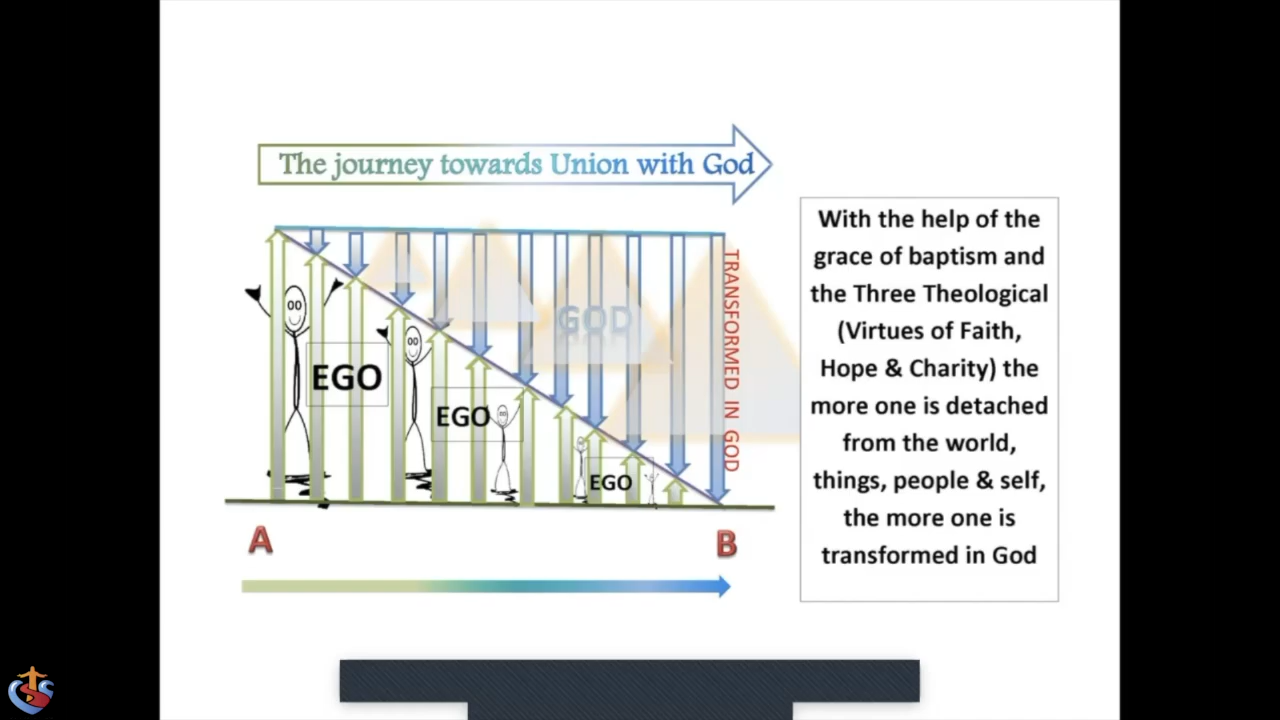 The journey towards Union with God
EGO
EGO
EGO
GOD
TRANSFORMED IN GOD
A
B
With the help of the
grace of baptism and
the Three Theological
(Virtues of Faith,
Hope & Charity) the
more one is detached
from the world,
things, people & self,
the more one is
transformed in God